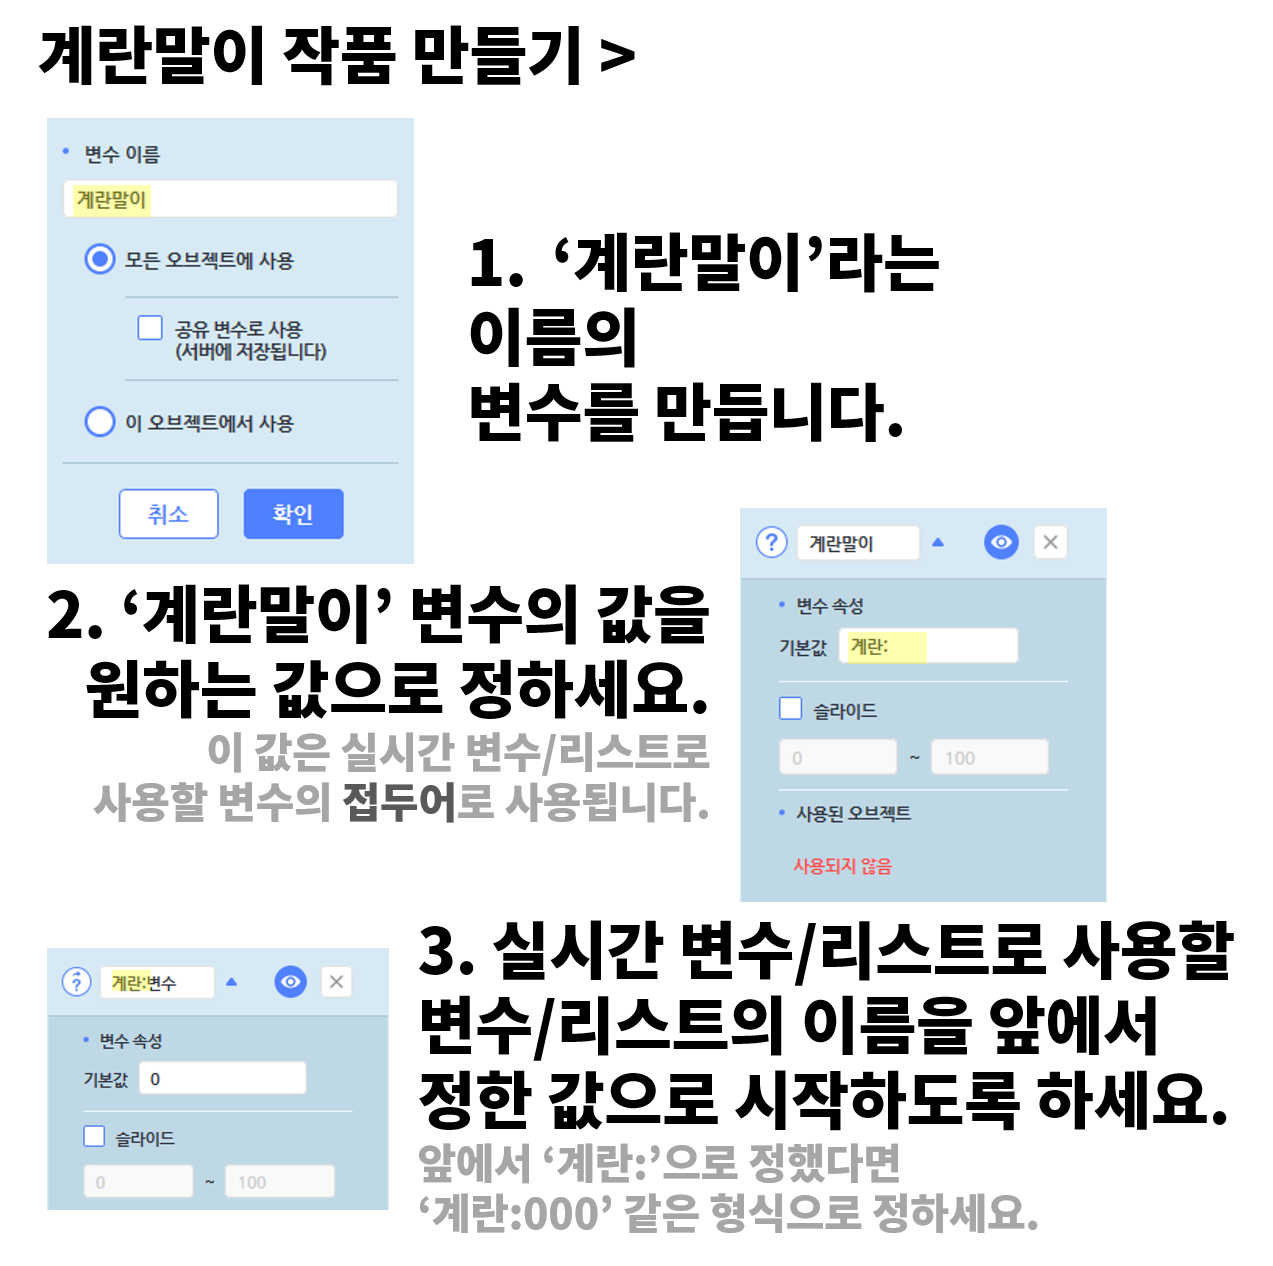 계란말이 작품 만들기 >
변수 이름
계란말이
모든 오브젝트에 사용
공유 변수로 사용
(서버에 저장됩니다)
이 오브젝트에서 사용
취소 확인
1. ‘계란말이’라는
이름의
변수를 만듭니다.
2. ‘계란말이’ 변수의 값을
원하는 값으로 정하세요.
이 값은 실시간 변수/리스트로
사용할 변수의 접두어로 사용됩니다.
? 계란말이
변수 속성
기본값 계란:
슬라이드
0 ~ 100
사용된 오브젝트
사용되지 않음
? 계란:변수
변수 속성
기본값 0
슬라이드
0 ~ 100
3. 실시간 변수/리스트로 사용할
변수/리스트의 이름을 앞에서
정한 값으로 시작하도록 하세요.
앞에서 ‘계란:’으로 정했다면
‘계란:000’ 같은 형식으로 정하세요.